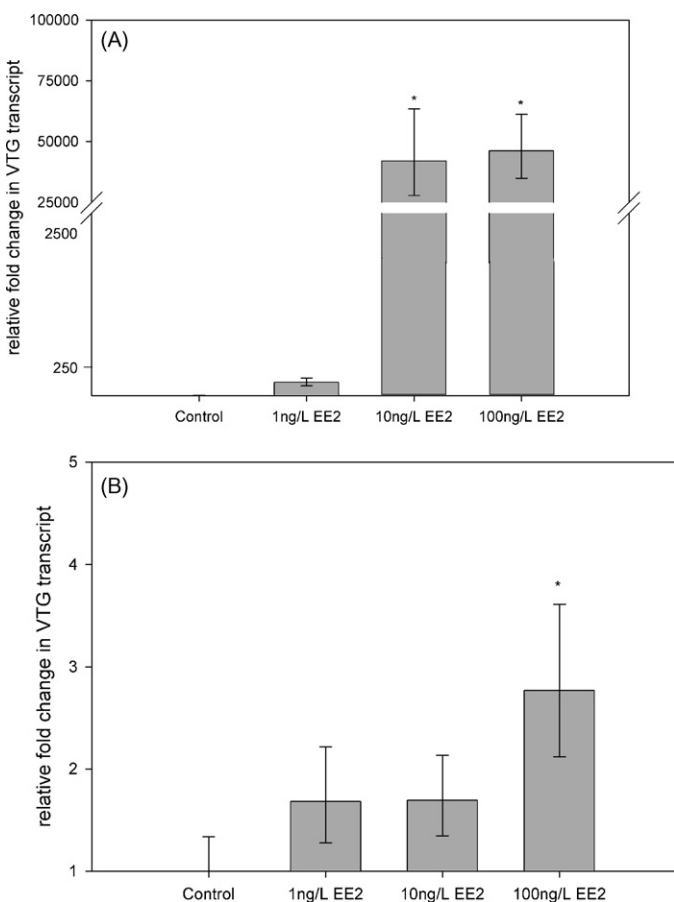 (A)
relative fold change in VTG transcript
100000
75000
50000
25000
2500
250
*
*
Control
1ng/L EE2
10ng/L EE2
100ng/L EE2
(B)
relative fold change in VTG transcript
5
4
3
2
1
*
Control
1ng/L EE2
10ng/L EE2
100ng/L EE2